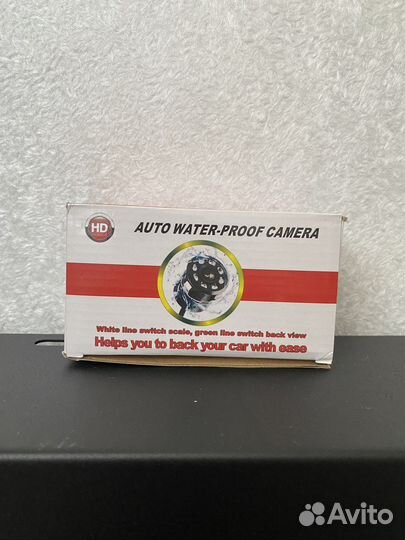 HD
AUTO WATER-PROOF CAMERA
White line switch scale, green line switch back view
Helps you to back your car with ease
Avito